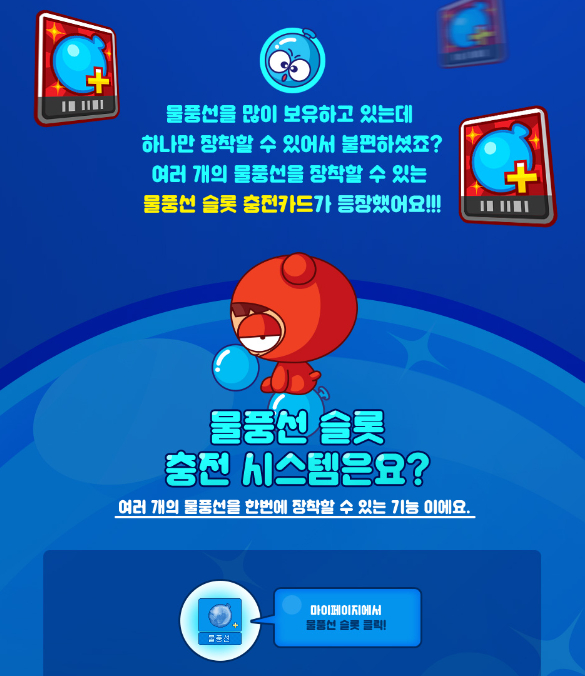 물풍선을 많이 보유하고 있는데
하나만 장착할 수 있어서 불편하셨죠?
여러 개의 물풍선을 장착할 수 있는
물풍선 슬롯 충전카드가 등장했어요!!!
물풍선 슬롯
충전 시스템은요?
여러 개의 물풍선을 한번에 장착할 수 있는 기능 이에요.
마이페이지에서
물풍선 슬롯 클릭!
물풍선